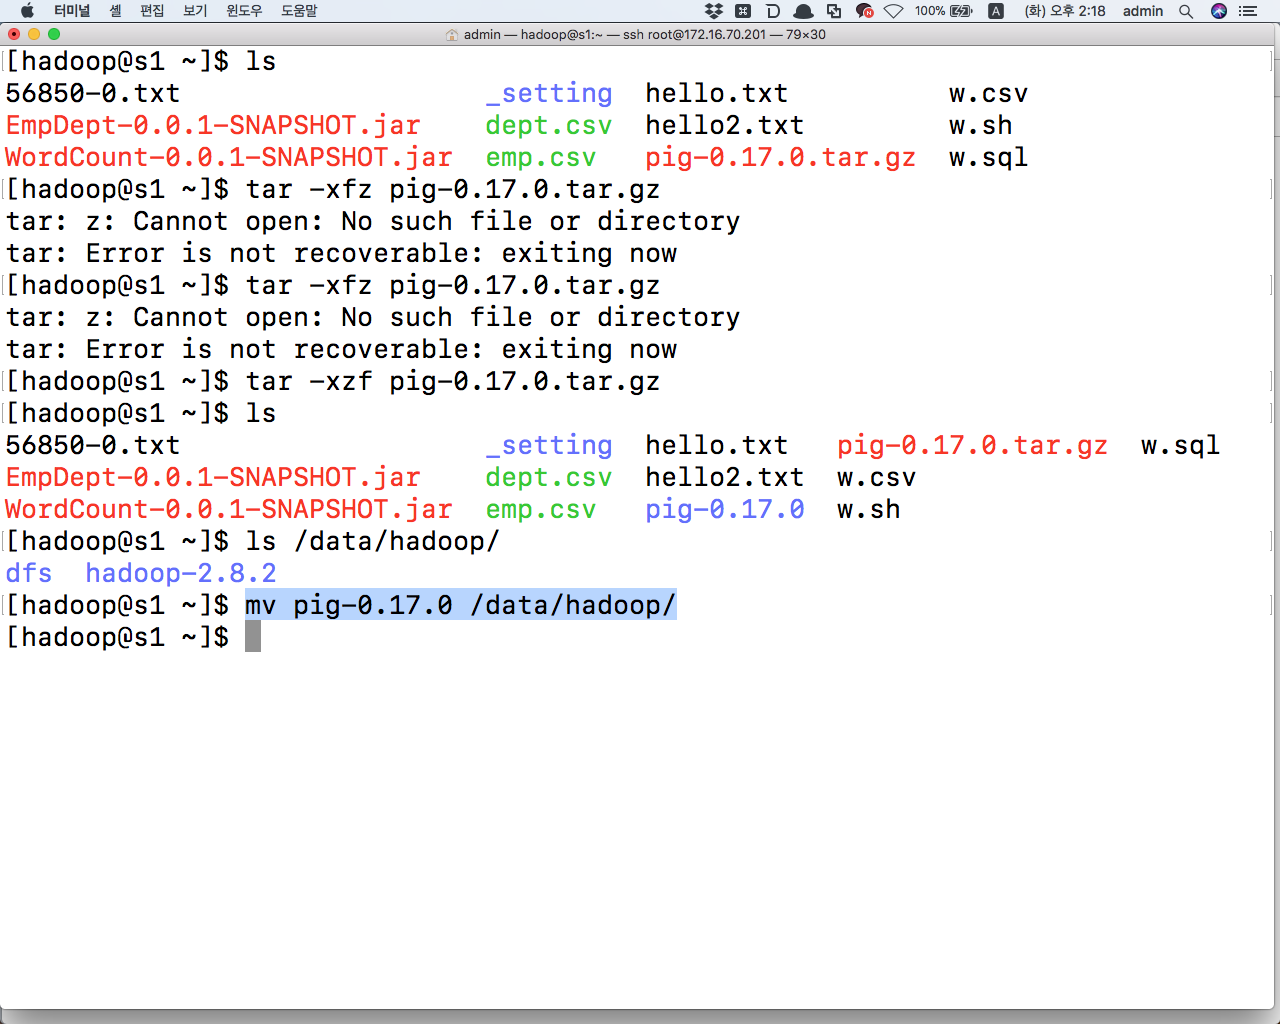 터미널 셸 편집 보기 윈도우 도움말 100% A (화) 오후 2:18 admin
admin — hadoop@s1:~ — ssh root@172.16.70.201 — 79×30
[hadoop@s1 ~]$ ls
56850-0.txt _setting hello.txt w.csv
EmpDept-0.0.1-SNAPSHOT.jar dept.csv hello2.txt w.sh
WordCount-0.0.1-SNAPSHOT.jar emp.csv pig-0.17.0.tar.gz w.sql
[hadoop@s1 ~]$ tar -xfz pig-0.17.0.tar.gz
tar: z: Cannot open: No such file or directory
tar: Error is not recoverable: exiting now
[hadoop@s1 ~]$ tar -xfz pig-0.17.0.tar.gz
tar: z: Cannot open: No such file or directory
tar: Error is not recoverable: exiting now
[hadoop@s1 ~]$ tar -xzf pig-0.17.0.tar.gz
[hadoop@s1 ~]$ ls
56850-0.txt _setting hello.txt pig-0.17.0.tar.gz w.sql
EmpDept-0.0.1-SNAPSHOT.jar dept.csv hello2.txt w.csv
WordCount-0.0.1-SNAPSHOT.jar emp.csv pig-0.17.0 w.sh
[hadoop@s1 ~]$ ls /data/hadoop/
dfs hadoop-2.8.2
[hadoop@s1 ~]$ mv pig-0.17.0 /data/hadoop/
[hadoop@s1 ~]$